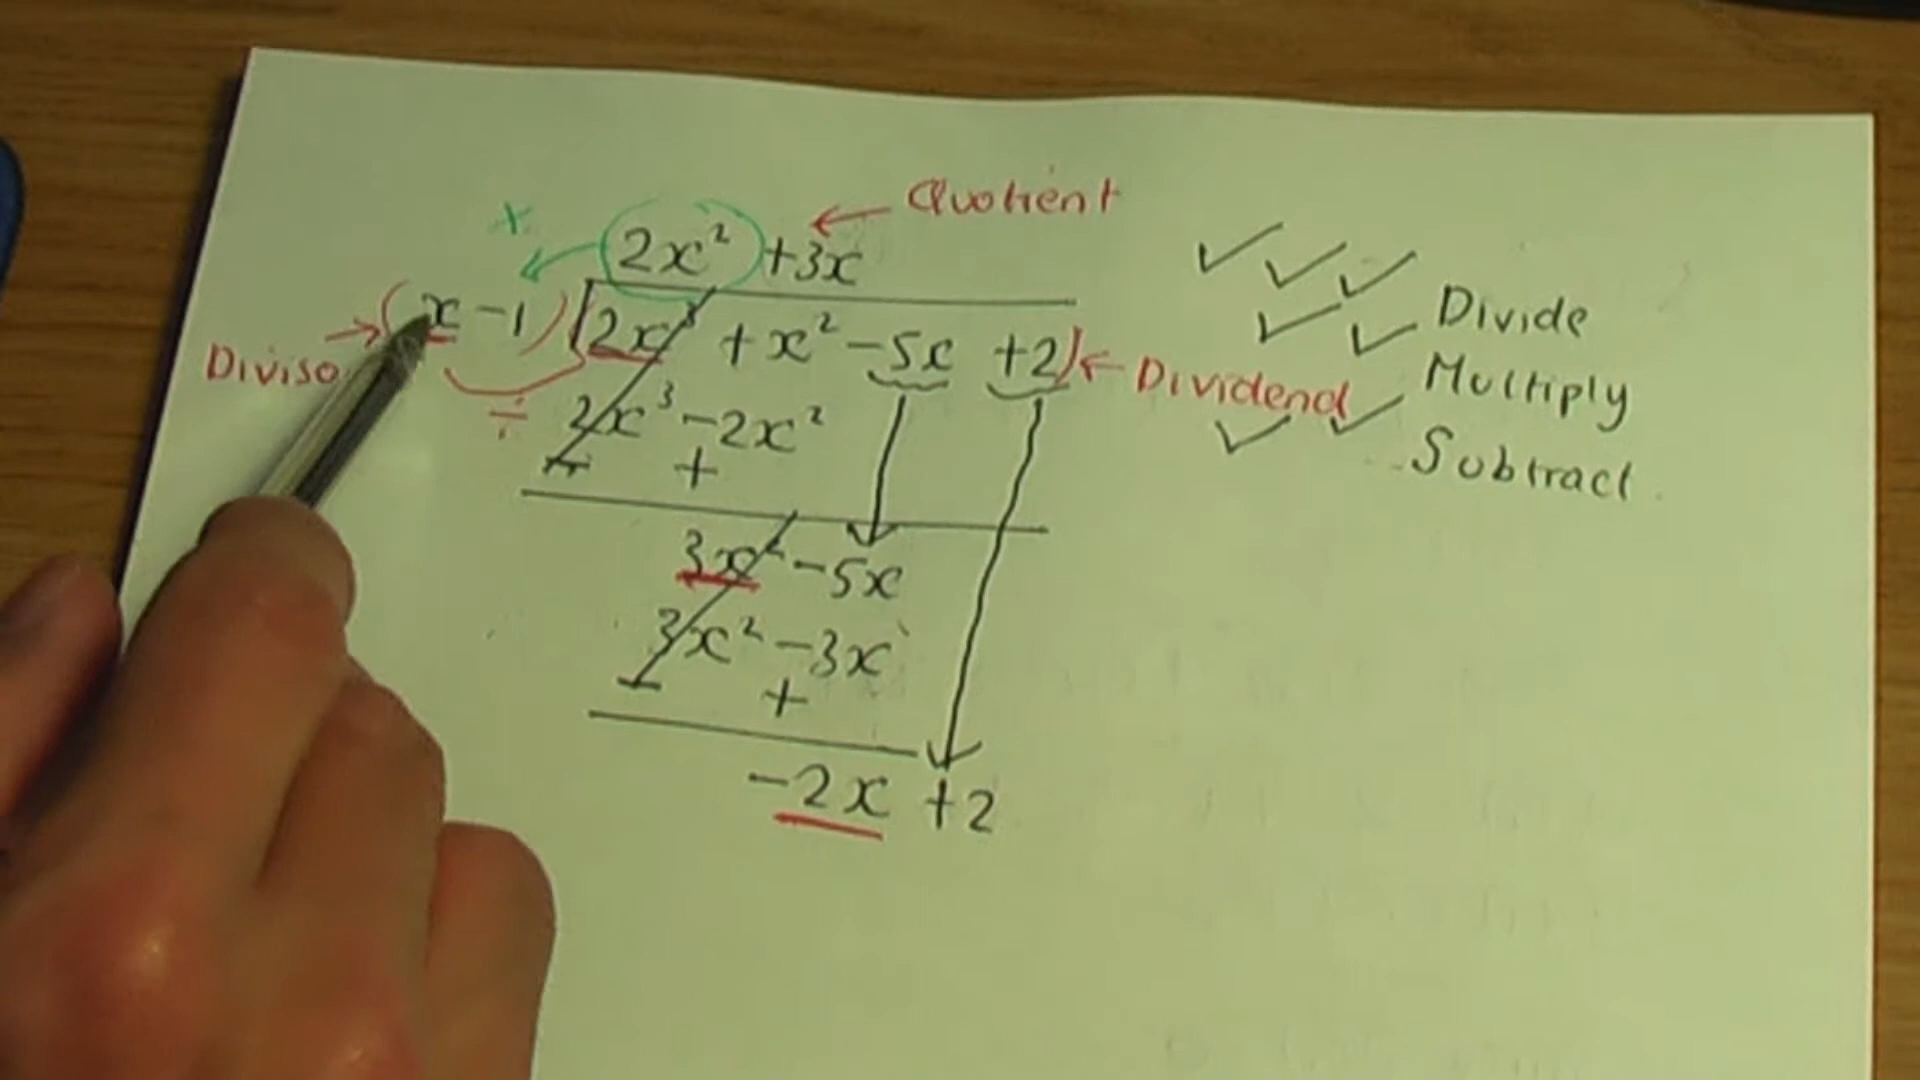 Quotient
x
2x² +3x
(x - 1) 2x³ + x² - 5x +2)
Diviso
Dividend
÷
2x³ - 2x²
- +
3x² - 5x
3x² - 3x
- +
-2x +2
✓ ✓ ✓ Divide
✓ ✓ Multiply
✓ ✓ Subtract